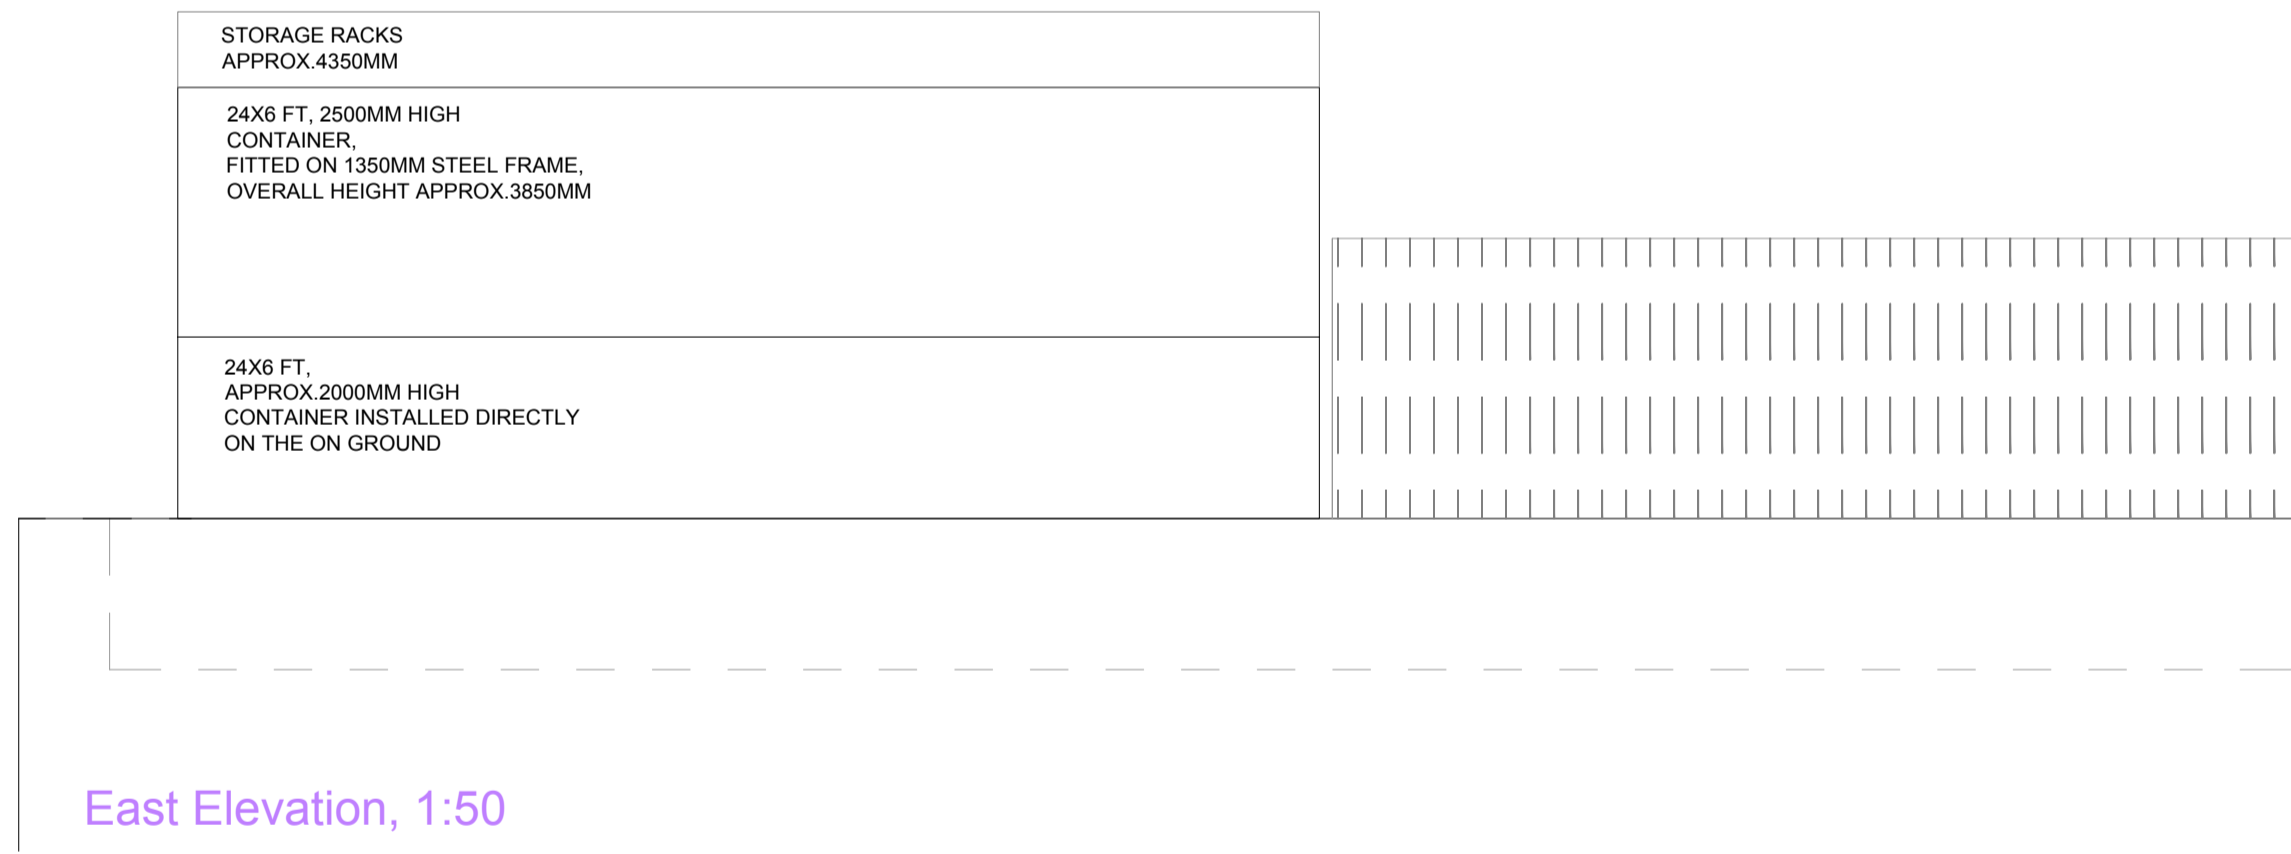 STORAGE RACKS
APPROX.4350MM
24X6 FT, 2500MM HIGH
CONTAINER,
FITTED ON 1350MM STEEL FRAME,
OVERALL HEIGHT APPROX.3850MM
24X6 FT,
APPROX.2000MM HIGH
CONTAINER INSTALLED DIRECTLY
ON THE ON GROUND
East Elevation, 1:50